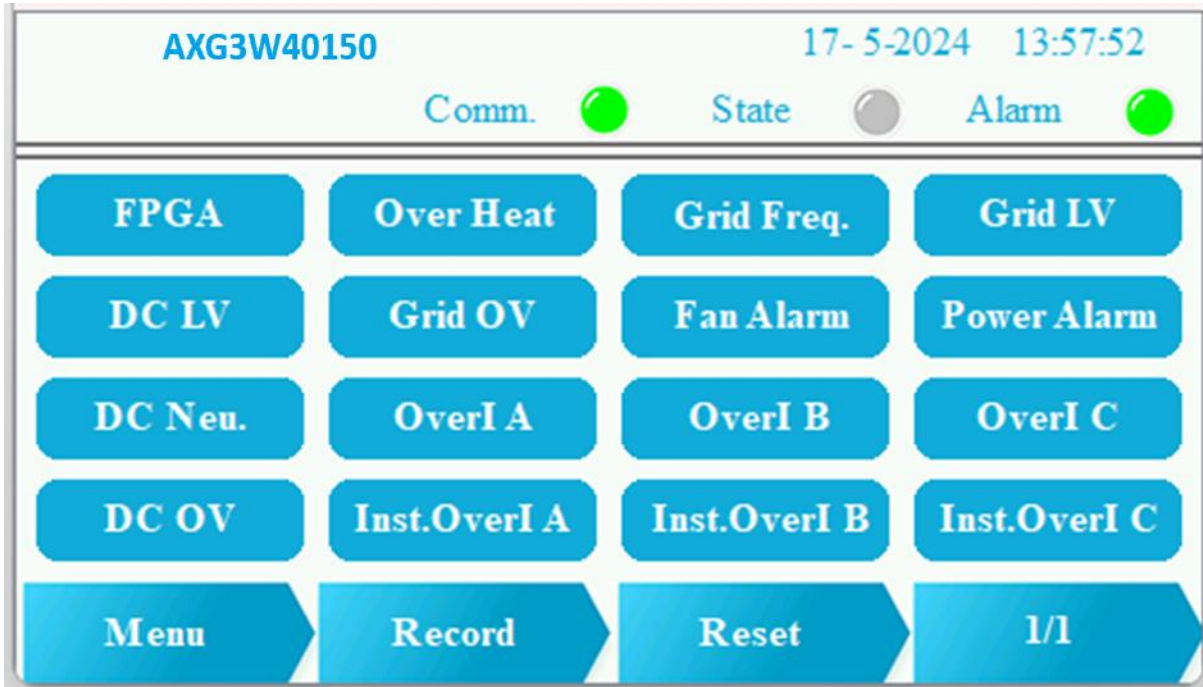 AXG3W40150 17- 5-2024 13:57:52
Comm. State Alarm
FPGA Over Heat Grid Freq. Grid LV
DC LV Grid OV Fan Alarm Power Alarm
DC Neu. OverI A OverI B OverI C
DC OV Inst.OverI A Inst.OverI B Inst.OverI C
Menu Record Reset 1/1